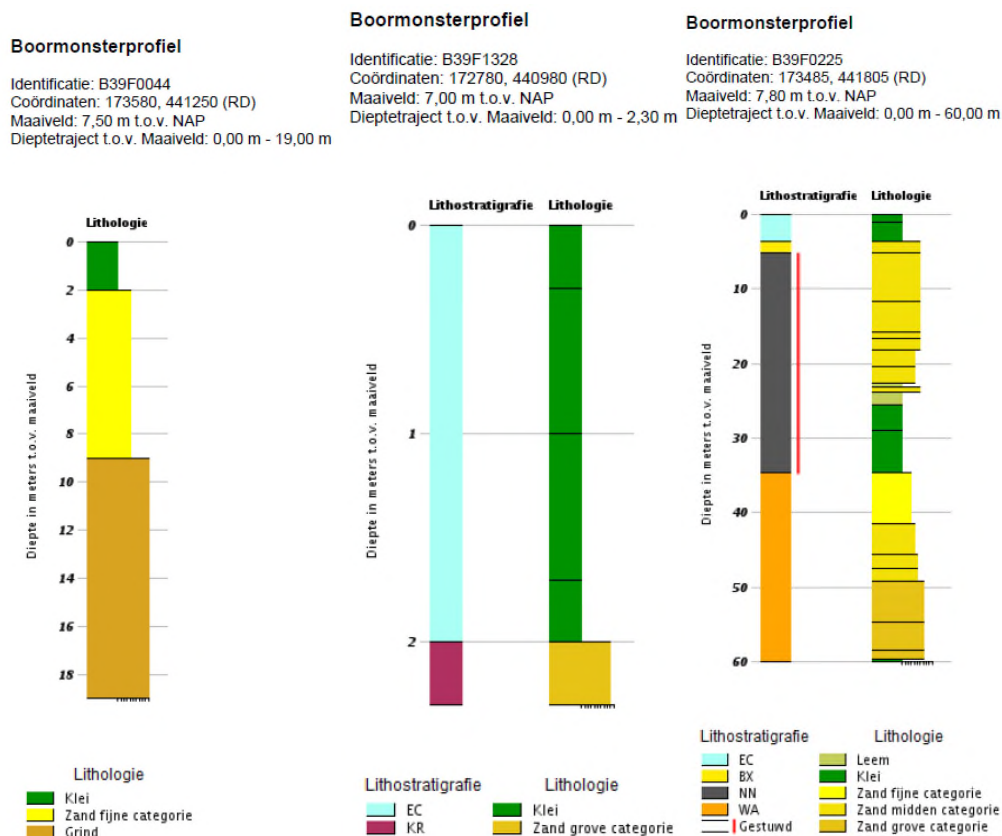 Boormonsterprofiel
Identificatie: B39F0044
Coördinaten: 173580, 441250 (RD)
Maaiveld: 7,50 m t.o.v. NAP
Dieptetraject t.o.v. Maaiveld: 0,00 m - 19,00 m
Lithologie
Diepte in meters t.o.v. maaiveld
0
2
4
6
8
10
12
14
16
18
Lithologie
Klei
Zand fijne categorie
Grind
Boormonsterprofiel
Identificatie: B39F1328
Coördinaten: 172780, 440980 (RD)
Maaiveld: 7,00 m t.o.v. NAP
Dieptetraject t.o.v. Maaiveld: 0,00 m - 2,30 m
Lithostratigrafie Lithologie
Diepte in meters t.o.v. maaiveld
0
1
2
Lithostratigrafie
EC
KR
Lithologie
Klei
Zand grove categorie
Boormonsterprofiel
Identificatie: B39F0225
Coördinaten: 173485, 441805 (RD)
Maaiveld: 7,80 m t.o.v. NAP
Dieptetraject t.o.v. Maaiveld: 0,00 m - 60,00 m
Lithostratigrafie Lithologie
Diepte in meters t.o.v. maaiveld
0
10
20
30
40
50
60
Lithostratigrafie
EC
BX
NN
WA
Gestuwd
Lithologie
Leem
Klei
Zand fijne categorie
Zand midden categorie
Zand grove categorie